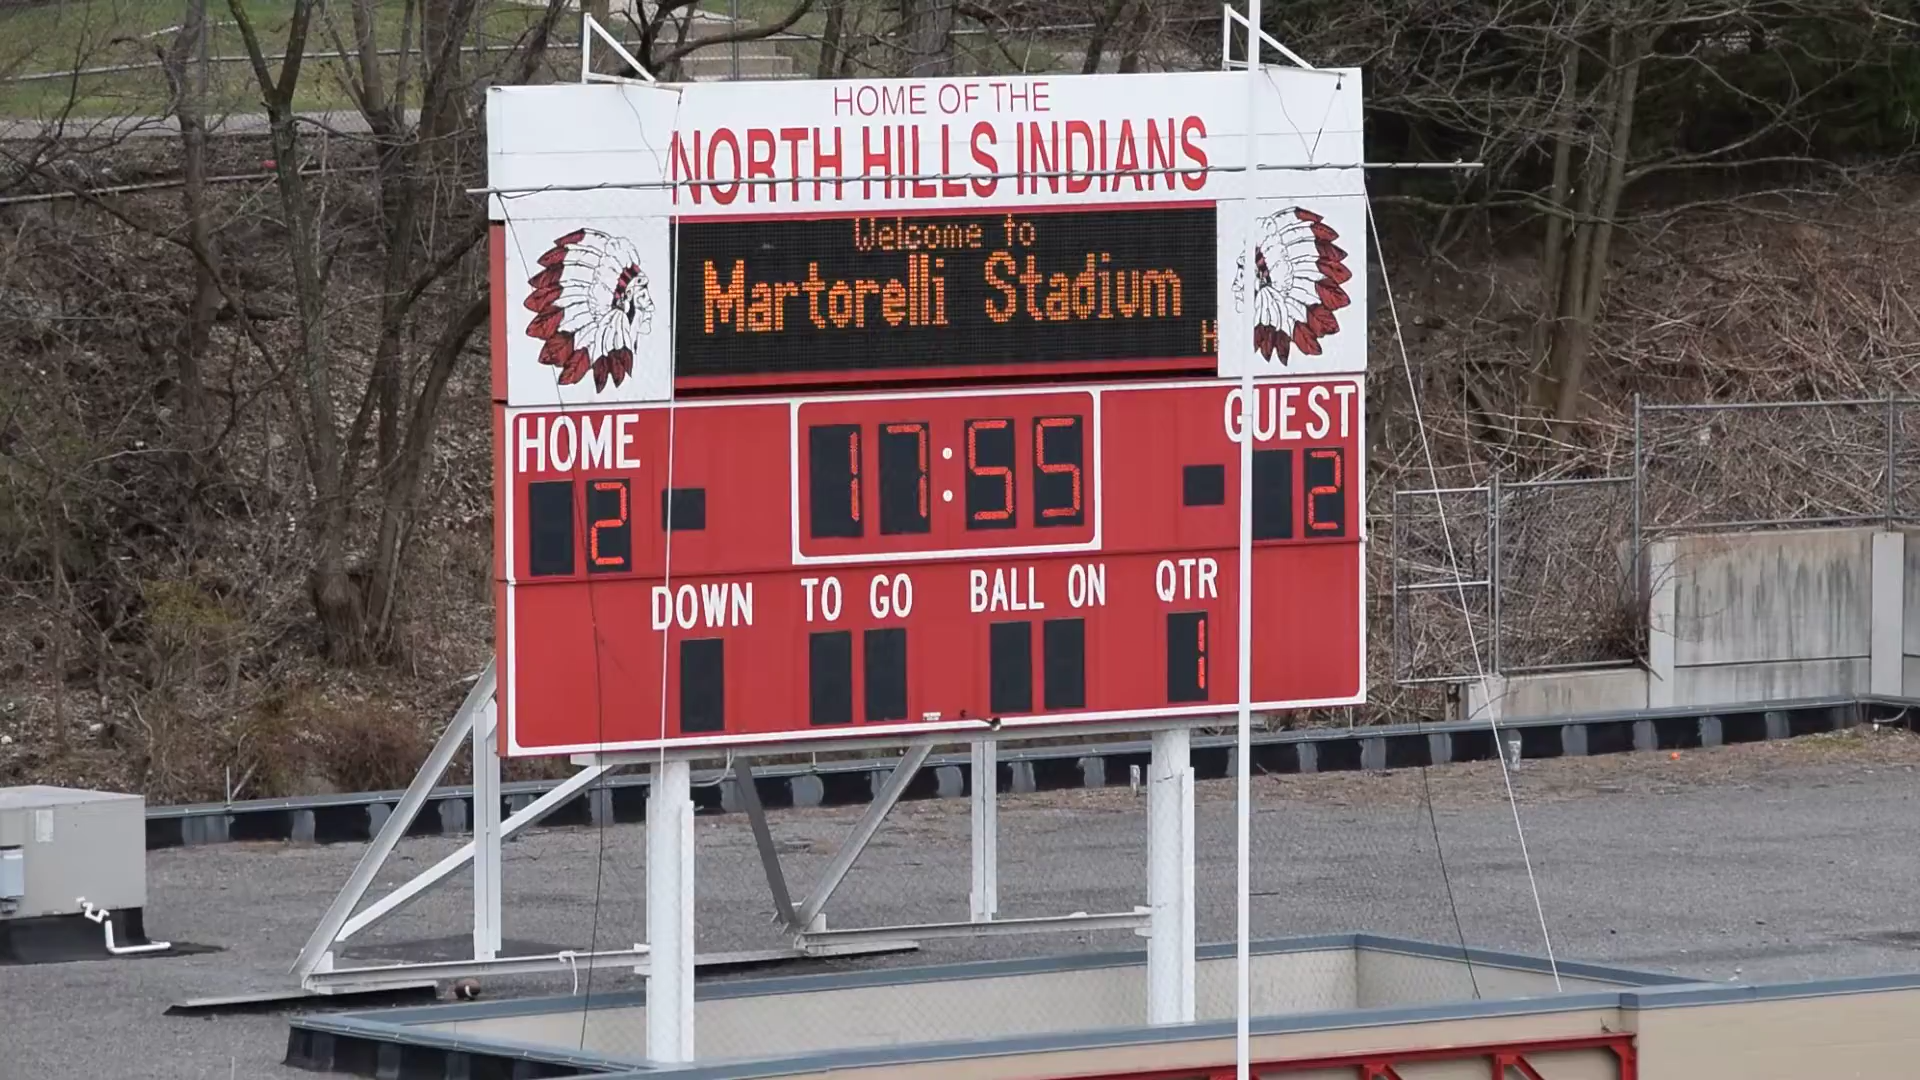 HOME OF THE
NORTH HILLS INDIANS
Welcome to
Martorelli Stadium
H
HOME 17:55 GUEST
2 2
DOWN TO GO BALL ON QTR
1